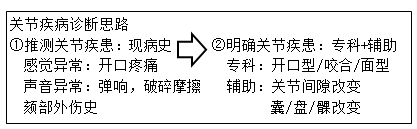 关节疾病诊断思路
①推测关节疾患：现病史
感觉异常：开口疼痛
声音异常：弹响，破碎摩擦
颏部外伤史
②明确关节疾患：专科+辅助
专科：开口型/咬合/面型
辅助：关节间隙改变
囊/盘/髁改变